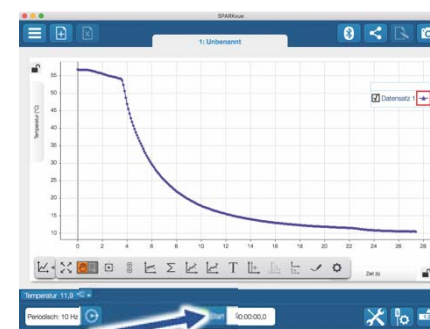 SPARKvue
1: Unbenannt
Temperatur (°C)
55
50
45
40
35
30
25
20
15
10
Datensatz 1
0 2 4 6 8 10 12 14 16 18 20 22 24 26 28
Zeit (s)
Σ T
Temperatur 11,9 °C
Periodisch: 10 Hz
Start
00:00:00,0